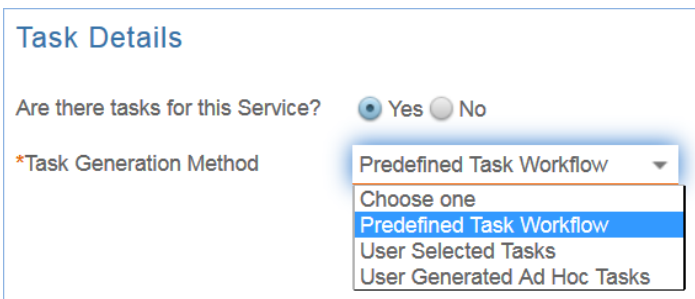 Task Details
Are there tasks for this Service? Yes No
*Task Generation Method Predefined Task Workflow
Choose one
Predefined Task Workflow
User Selected Tasks
User Generated Ad Hoc Tasks